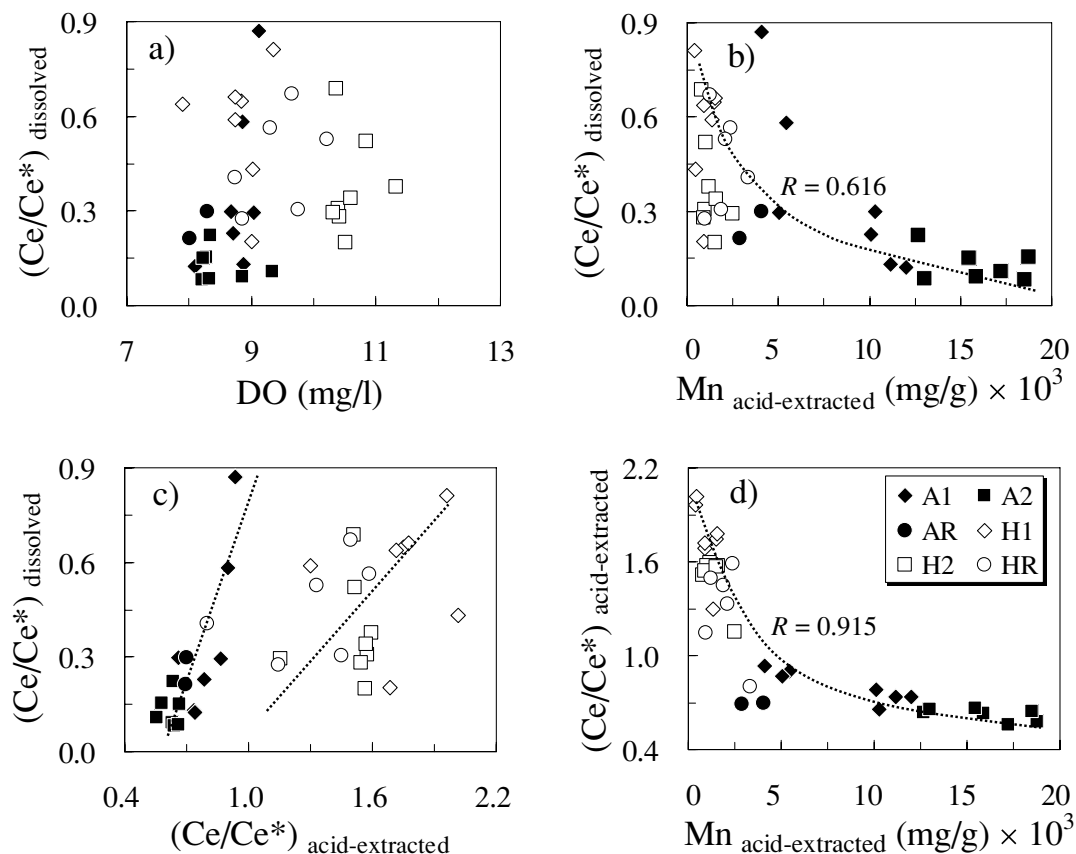 a)
0.9
0.6
0.3
0.0
((Ce/Ce*) dissolved
7 9 11 13
DO (mg/l)
b)
0.9
0.6
0.3
0.0
((Ce/Ce*) dissolved
R = 0.616
0 5 10 15 20
Mn acid-extracted (mg/g) × 10³
c)
0.9
0.6
0.3
0.0
((Ce/Ce*) dissolved
0.4 1.0 1.6 2.2
(Ce/Ce*) acid-extracted
d)
2.2
1.6
1.0
0.4
((Ce/Ce*) acid-extracted
A1 A2
AR H1
H2 HR
R = 0.915
0 5 10 15 20
Mn acid-extracted (mg/g) × 10³